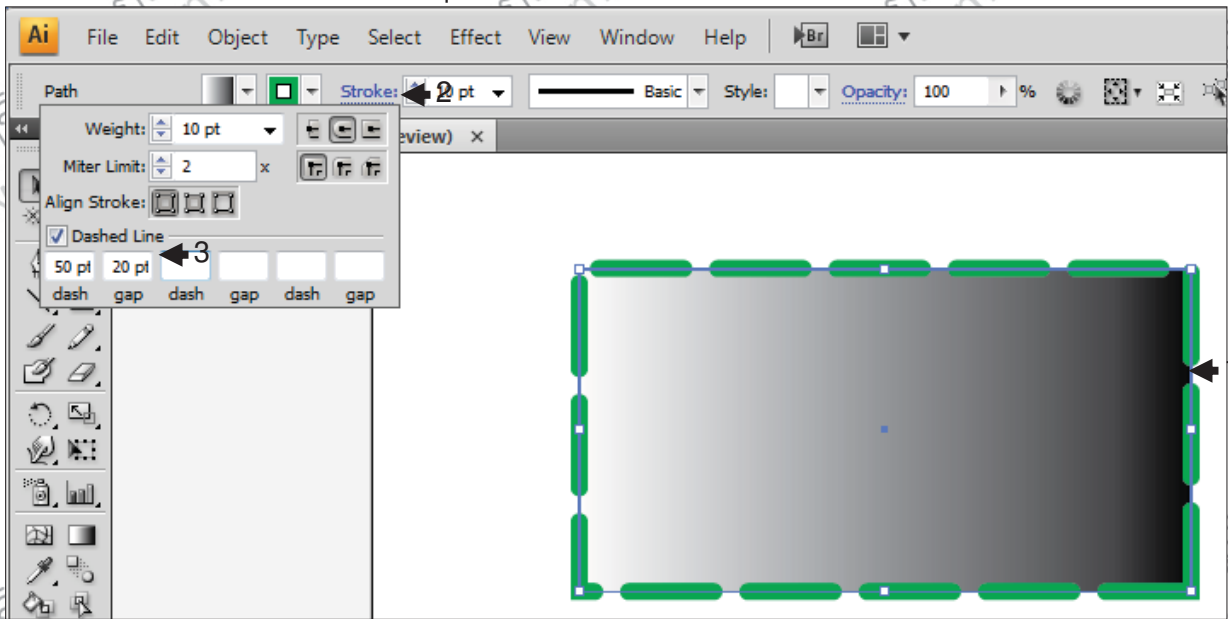 Ai File Edit Object Type Select Effect View Window Help Br
Path Stroke: 2 pt Basic Style: Opacity: 100 %
Weight: 10 pt eview) ×
Miter Limit: 2 x
Align Stroke:
Dashed Line
3
50 pt 20 pt
dash gap dash gap dash gap